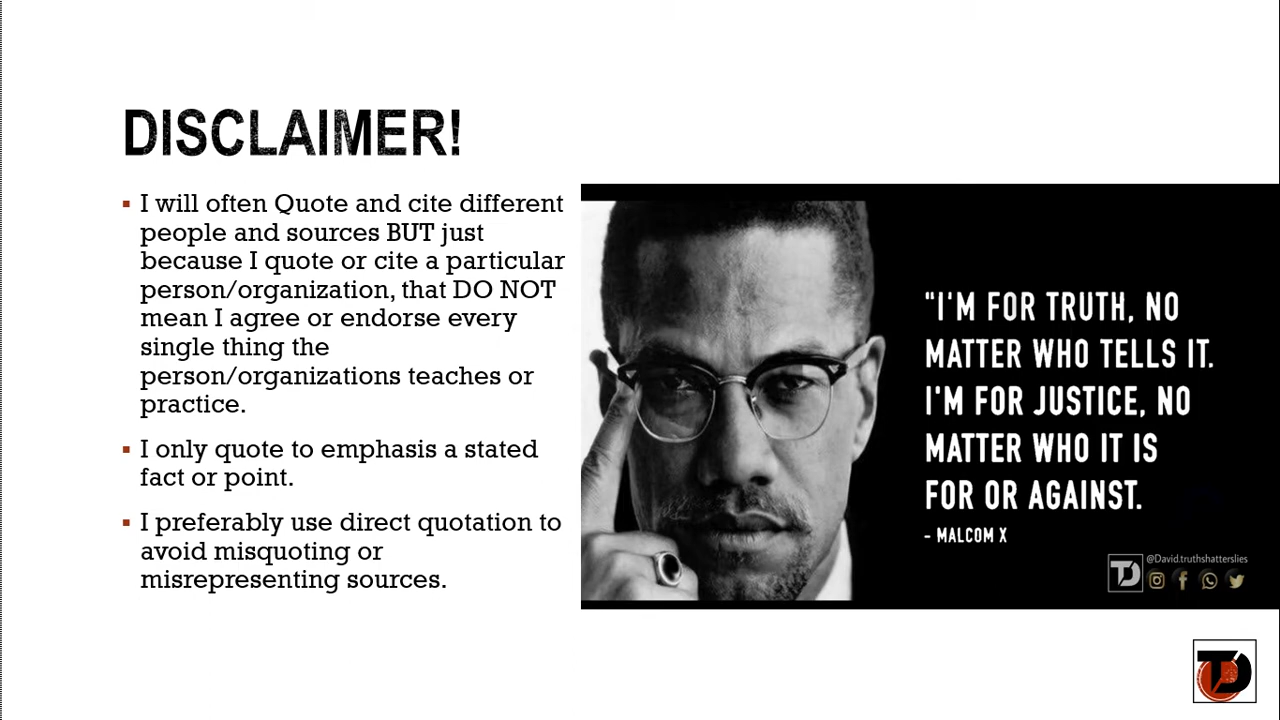 DISCLAIMER!
▪ I will often Quote and cite different
people and sources BUT just
because I quote or cite a particular
person/organization, that DO NOT
mean I agree or endorse every
single thing the
person/organizations teaches or
practice.
▪ I only quote to emphasis a stated
fact or point.
▪ I preferably use direct quotation to
avoid misquoting or
misrepresenting sources.
"I'M FOR TRUTH, NO
MATTER WHO TELLS IT.
I'M FOR JUSTICE, NO
MATTER WHO IT IS
FOR OR AGAINST.
- MALCOM X
@David.truthshatterslies
TD
TD